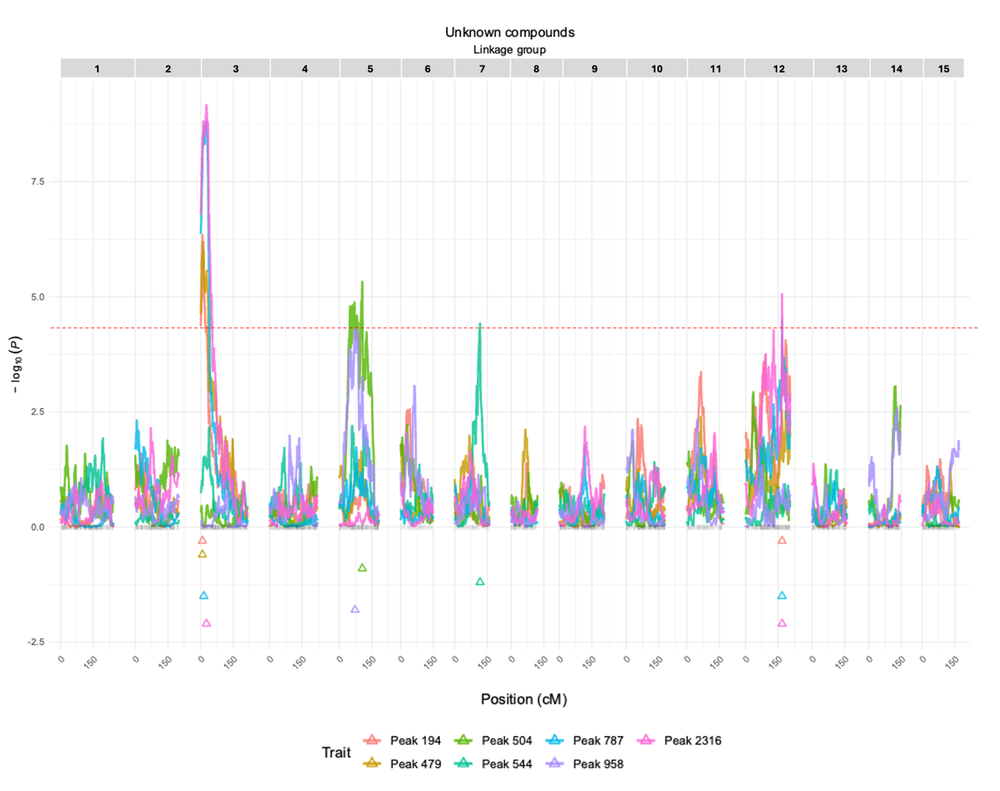 Unknown compounds
Linkage group
1 2 3 4 5 6 7 8 9 10 11 12 13 14 15
7.5
5.0
2.5
0.0
-2.5
− log₁₀ (P)
0 150 0 150 0 150 0 150 0 150 0 150 0 150 0 150 0 150 0 150 0 150 0 150 0 150 0 150 0 150
Position (cM)
Trait
Peak 194 Peak 504 Peak 787 Peak 2316
Peak 479 Peak 544 Peak 958